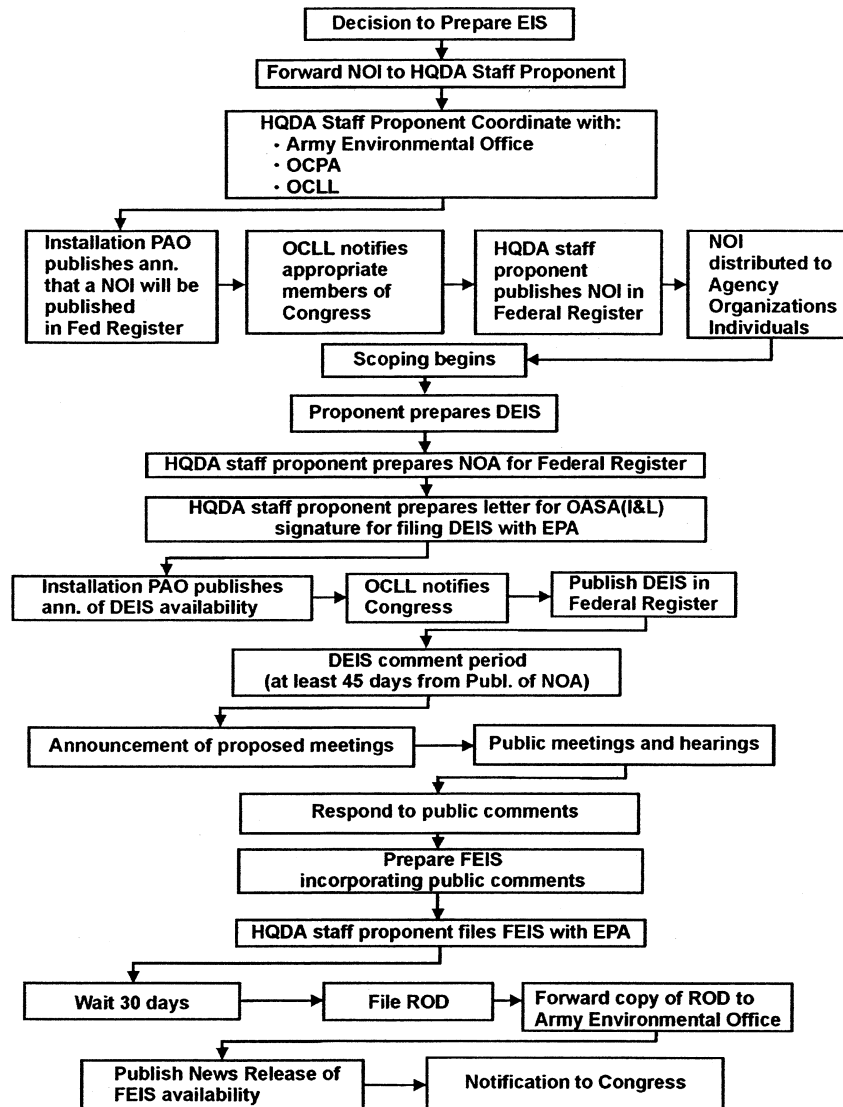 Decision to Prepare EIS
Forward NOI to HQDA Staff Proponent
HQDA Staff Proponent Coordinate with:
· Army Environmental Office
· OCPA
· OCLL
Installation PAO
publishes ann.
that a NOI will be
published
in Fed Register
OCLL notifies
appropriate
members of
Congress
HQDA staff
proponent
publishes NOI in
Federal Register
NOI
distributed to
Agency
Organizations
Individuals
Scoping begins
Proponent prepares DEIS
HQDA staff proponent prepares NOA for Federal Register
HQDA staff proponent prepares letter for OASA(I&L)
signature for filing DEIS with EPA
Installation PAO publishes
ann. of DEIS availability
OCLL notifies
Congress
Publish DEIS in
Federal Register
DEIS comment period
(at least 45 days from Publ. of NOA)
Announcement of proposed meetings
Public meetings and hearings
Respond to public comments
Prepare FEIS
incorporating public comments
HQDA staff proponent files FEIS with EPA
Wait 30 days
File ROD
Forward copy of ROD to
Army Environmental Office
Publish News Release of
FEIS availability
Notification to Congress